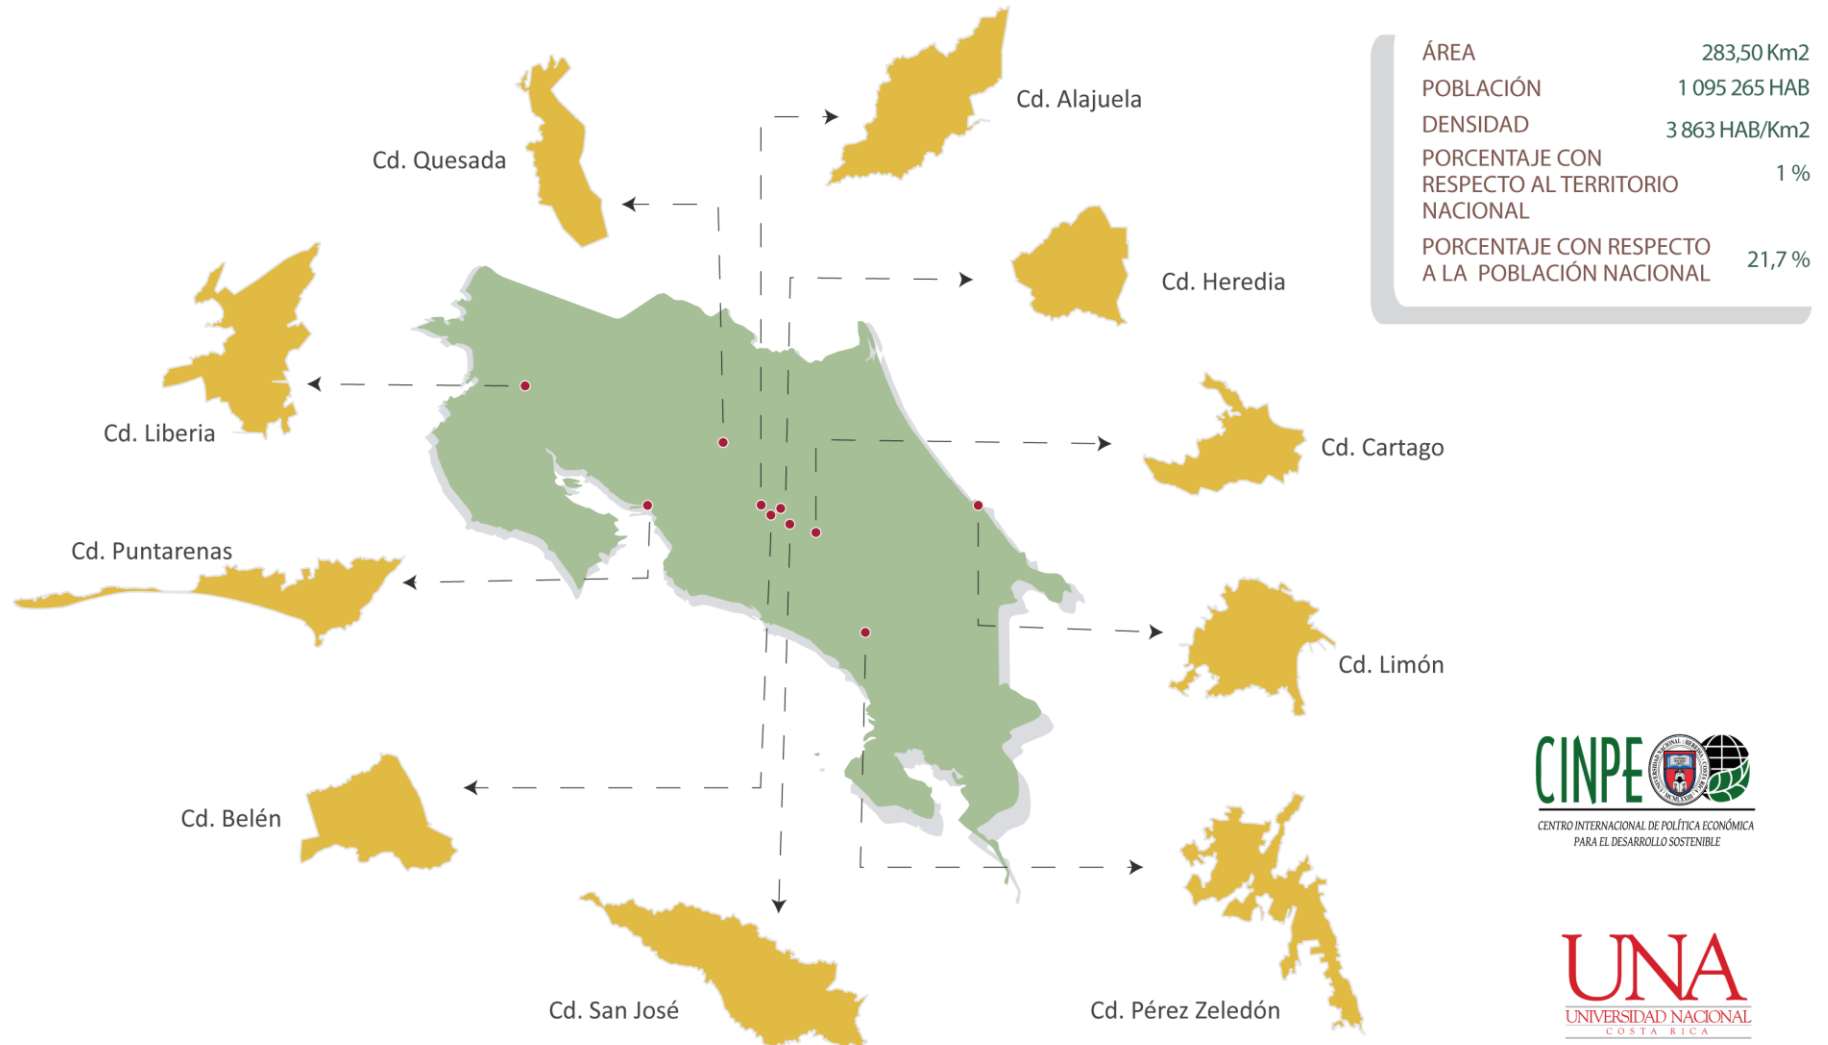 Cd. Alajuela
Cd. Quesada
Cd. Heredia
Cd. Liberia
Cd. Cartago
Cd. Puntarenas
Cd. Limón
Cd. Belén
Cd. San José
Cd. Pérez Zeledón
ÁREA 283,50 Km2
POBLACIÓN 1 095 265 HAB
DENSIDAD 3 863 HAB/Km2
PORCENTAJE CON
RESPECTO AL TERRITORIO 1 %
NACIONAL
PORCENTAJE CON RESPECTO 21,7 %
A LA POBLACIÓN NACIONAL
CINPE
CENTRO INTERNACIONAL DE POLÍTICA ECONÓMICA
PARA EL DESARROLLO SOSTENIBLE
UNA
UNIVERSIDAD NACIONAL
COSTA RICA